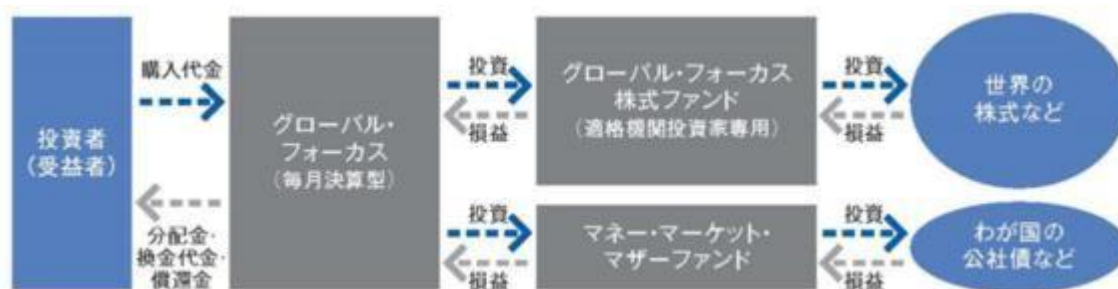 投資者
(受益者)
購入代金
分配金・
換金代金・
償還金
グローバル・
フォーカス
(毎月決算型)
投資
損益
グローバル・フォーカス
株式ファンド
(適格機関投資家専用)
投資
損益
世界の
株式など
投資
損益
マネー・マーケット・
マザーファンド
投資
損益
わが国の
公社債など